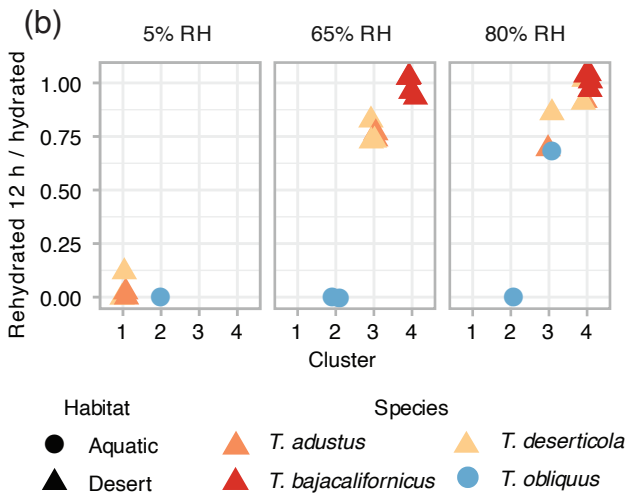 (b)
5% RH 65% RH 80% RH
Rehydrated 12 h / hydrated
1.00
0.75
0.50
0.25
0.00
1 2 3 4 1 2 3 4 1 2 3 4
Cluster
Habitat Species
Aquatic T. adustus T. deserticola
Desert T. bajacalifornicus T. obliquus